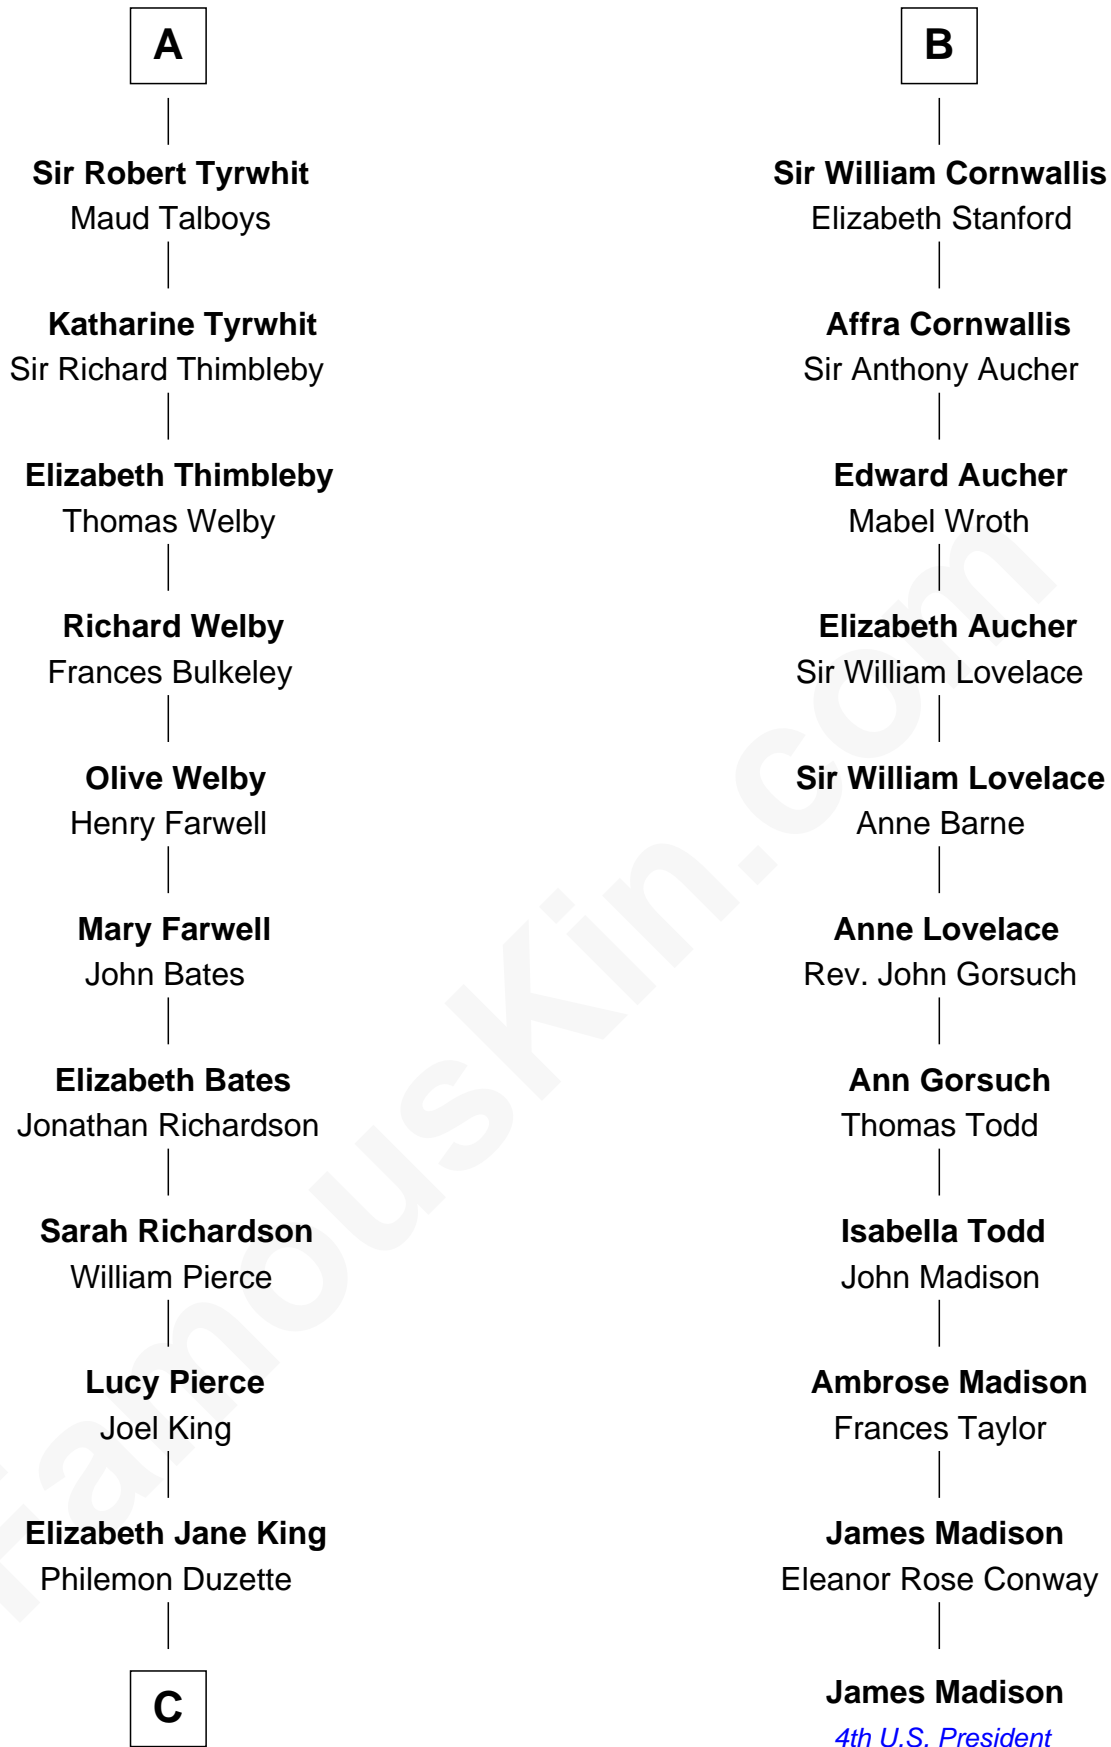 A
Sir Robert Tyrwhit
Maud Talboys
Katharine Tyrwhit
Sir Richard Thimbleby
Elizabeth Thimbleby
Thomas Welby
Richard Welby
Frances Bulkeley
Olive Welby
Henry Farwell
Mary Farwell
John Bates
Elizabeth Bates
Jonathan Richardson
Sarah Richardson
William Pierce
Lucy Pierce
Joel King
Elizabeth Jane King
Philemon Duzette
C
B
Sir William Cornwallis
Elizabeth Stanford
Affra Cornwallis
Sir Anthony Aucher
Edward Aucher
Mabel Wroth
Elizabeth Aucher
Sir William Lovelace
Sir William Lovelace
Anne Barne
Anne Lovelace
Rev. John Gorsuch
Ann Gorsuch
Thomas Todd
Isabella Todd
John Madison
Ambrose Madison
Frances Taylor
James Madison
Eleanor Rose Conway
James Madison
4th U.S. President
FamousKin.com